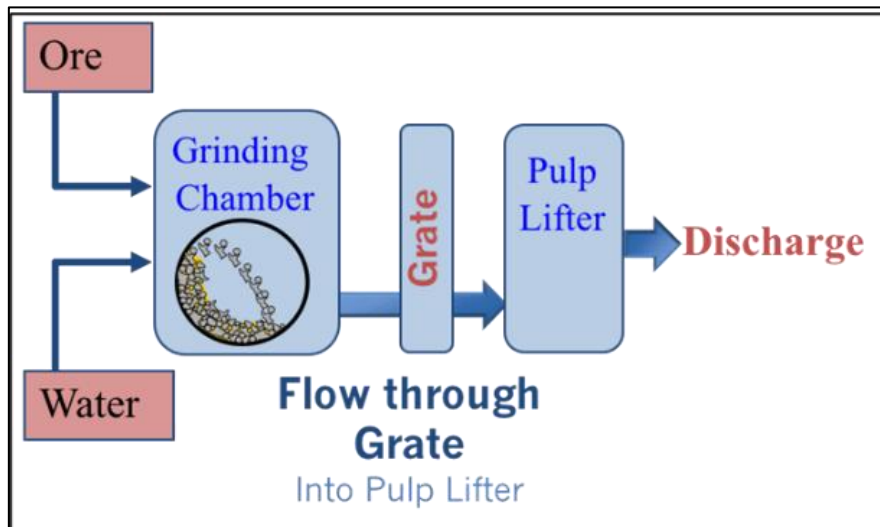 Ore
Grinding
Chamber
Grate
Pulp
Lifter
Discharge
Water
Flow through
Grate
Into Pulp Lifter